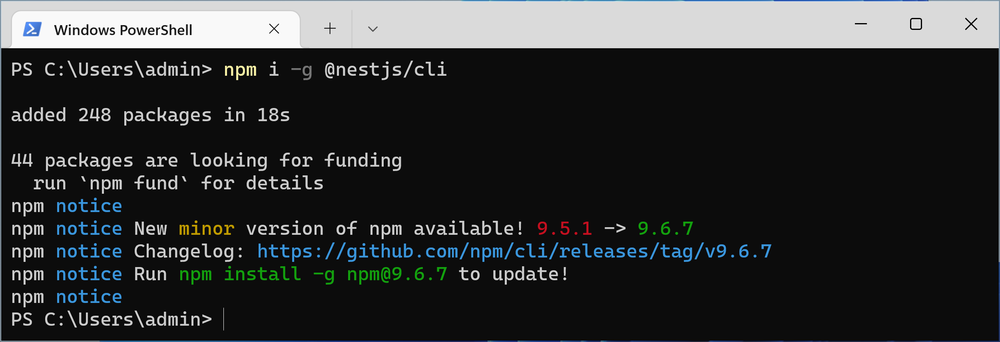 Windows PowerShell
PS C:\Users\admin> npm i -g @nestjs/cli
added 248 packages in 18s
44 packages are looking for funding
  run `npm fund` for details
npm notice
npm notice New minor version of npm available! 9.5.1 -> 9.6.7
npm notice Changelog: https://github.com/npm/cli/releases/tag/v9.6.7
npm notice Run npm install -g npm@9.6.7 to update!
npm notice
PS C:\Users\admin>